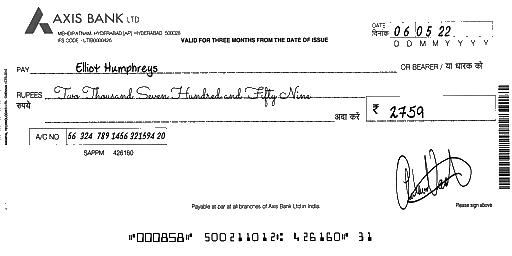 AXIS BANK LTD
MEHDIPATNAM, HYDERABAD [AP] - HYDERABAD 500028
IFS CODE - UTIB0000426
VALID FOR THREE MONTHS FROM THE DATE OF ISSUE
DATE
दिनांक 06 05 22
D D M M Y Y Y Y
PAY Elliot Humphreys OR BEARER / या धारक को
RUPEES Two Thousand Seven Hundred and Fifty Nine
रुपये अदा करें ₹ 2759
A/C NO 56 324 789 1456 321594 20
SAPPM 426160
Payable at par at all branches of Axis Bank Ltd in India.
Please sign above
"000858" 500211012: 426160" 31